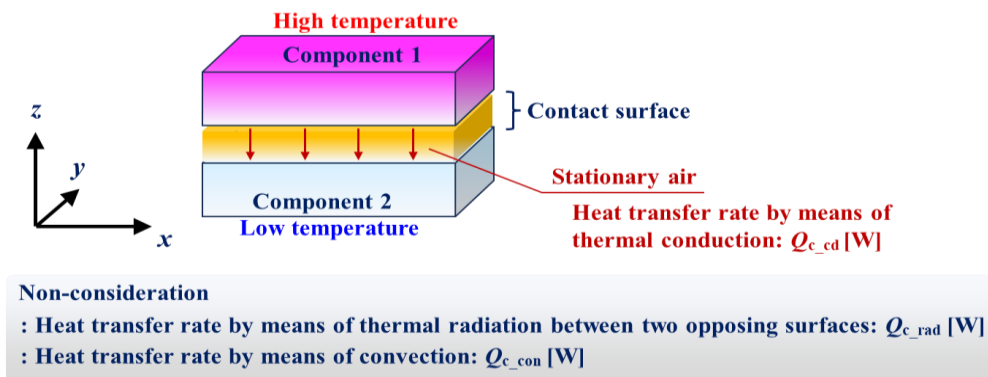 High temperature
Component 1
Contact surface
z
y
x
Stationary air
Component 2
Low temperature
Heat transfer rate by means of
thermal conduction: Qc_cd [W]
Non-consideration
: Heat transfer rate by means of thermal radiation between two opposing surfaces: Qc_rad [W]
: Heat transfer rate by means of convection: Qc_con [W]